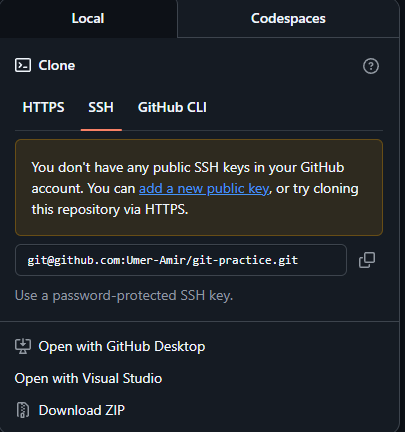 Local
Codespaces
Clone
HTTPS
SSH
GitHub CLI
You don't have any public SSH keys in your GitHub
account. You can add a new public key, or try cloning
this repository via HTTPS.
git@github.com:Umer-Amir/git-practice.git
Use a password-protected SSH key.
Open with GitHub Desktop
Open with Visual Studio
Download ZIP